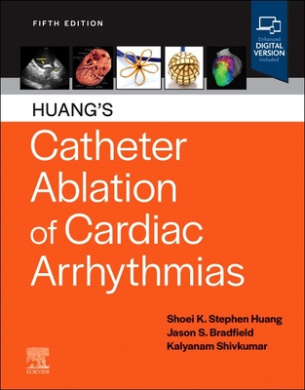 FIFTH EDITION
Enhanced
DIGITAL
VERSION
Included
HUANG'S
Catheter
Ablation
of Cardiac
Arrhythmias
Shoei K. Stephen Huang
Jason S. Bradfield
Kalyanam Shivkumar
ELSEVIER